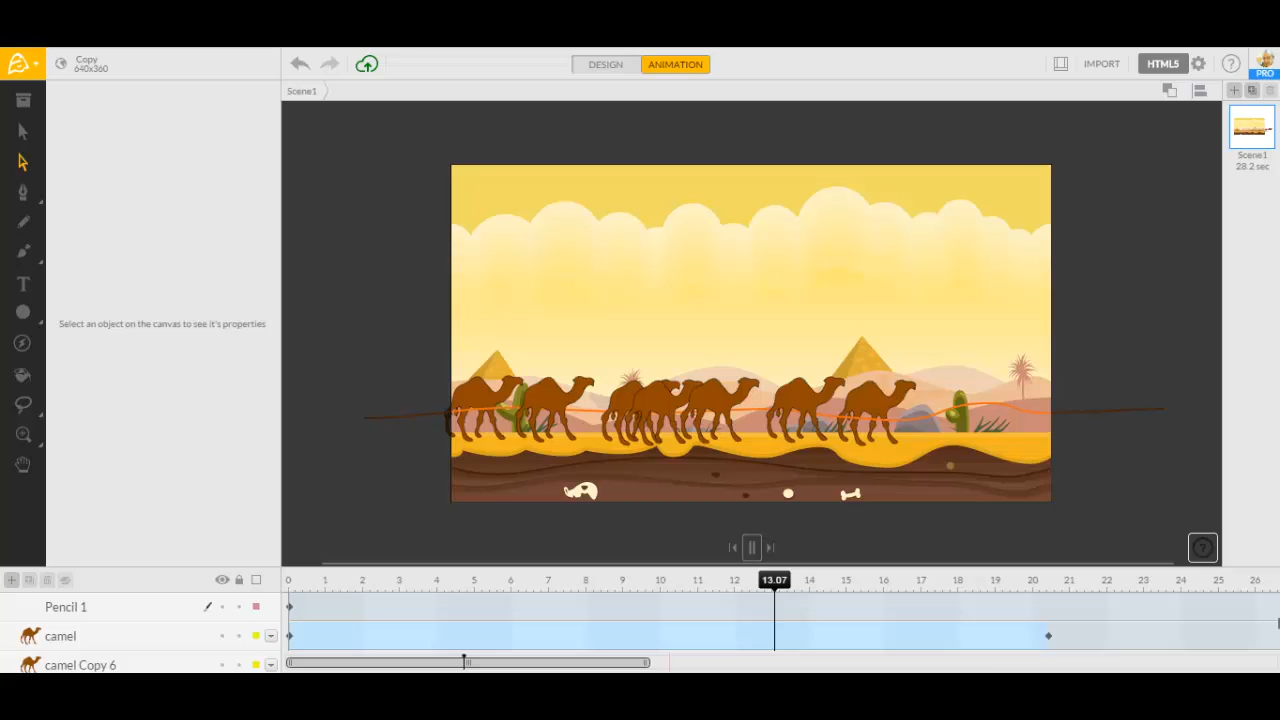 Copy
640x360
DESIGN
ANIMATION
IMPORT
HTML5
?
PRO
Scene1
Scene1
28.2 sec
Select an object on the canvas to see it's properties
T
?
0 1 2 3 4 5 6 7 8 9 10 11 12 13.07 14 15 16 17 18 19 20 21 22 23 24 25 26
Pencil 1
camel
camel Copy 6